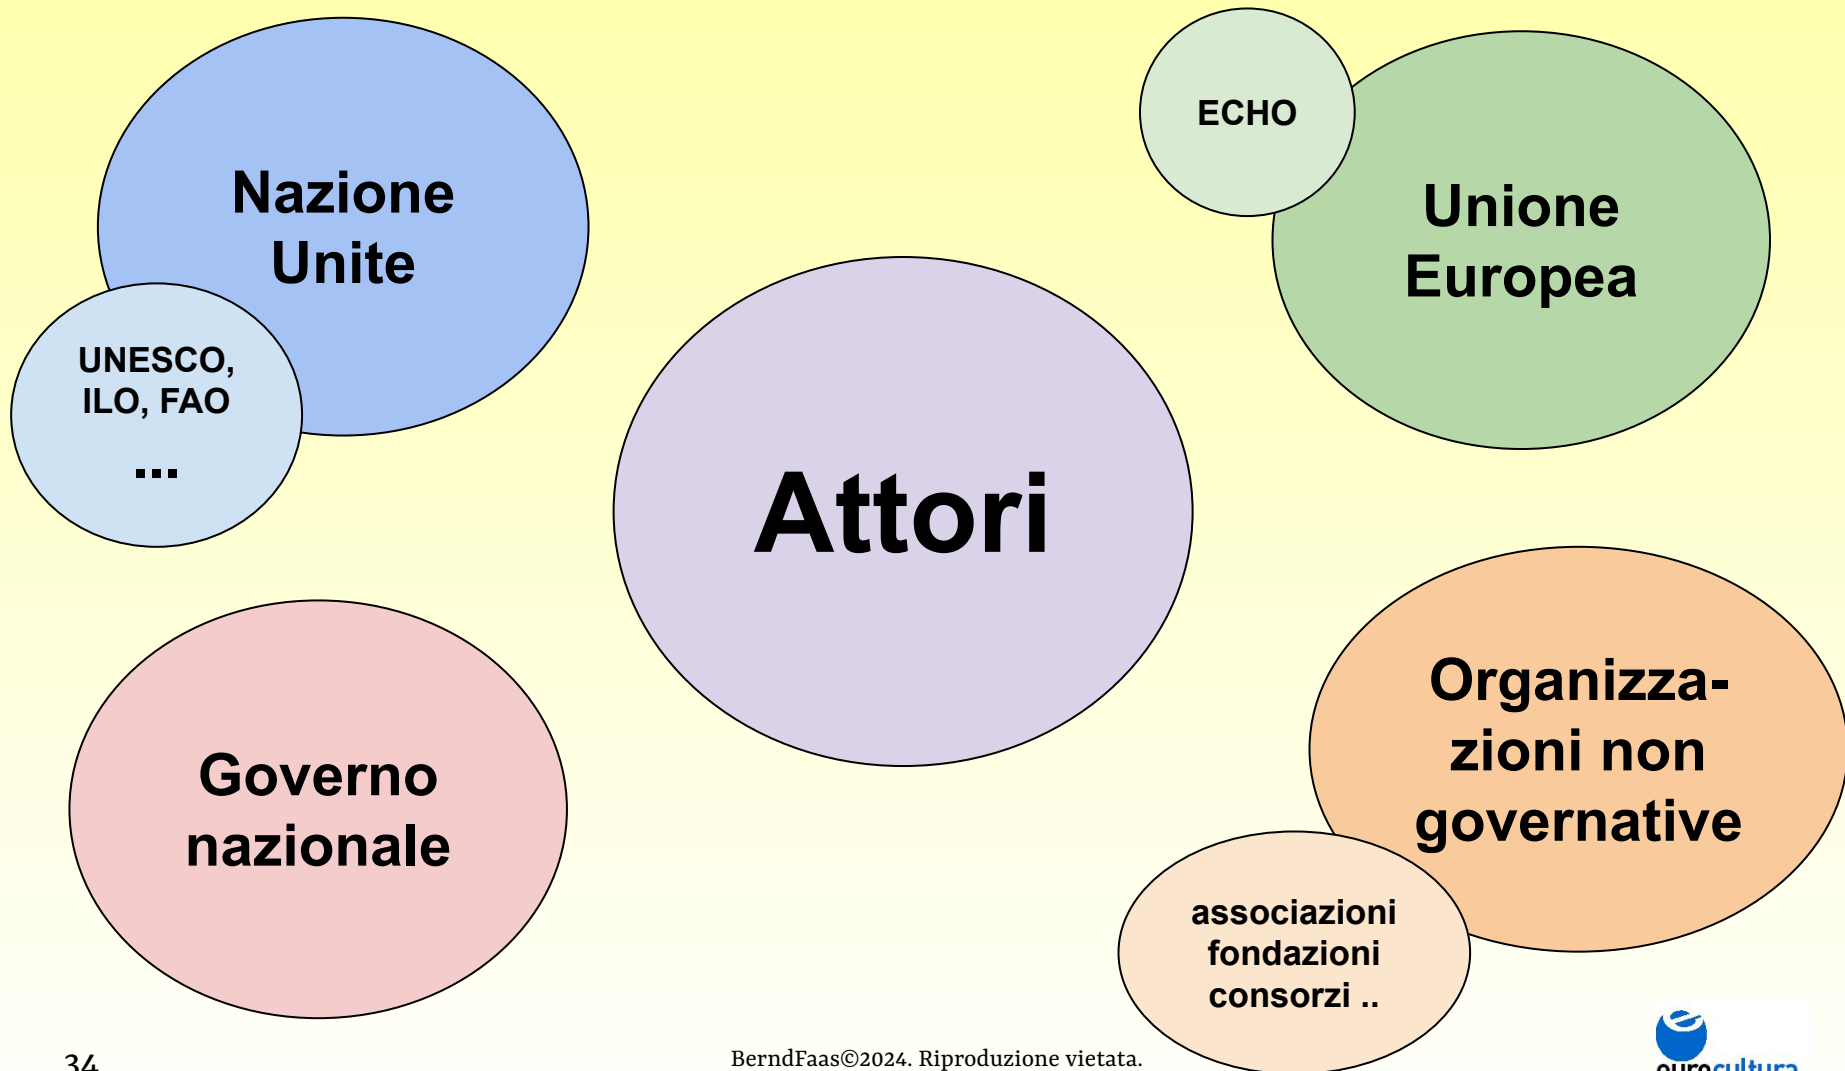 Nazione
Unite
UNESCO,
ILO, FAO
...
ECHO
Unione
Europea
Attori
Governo
nazionale
Organizza-
zioni non
governative
associazioni
fondazioni
consorzi ..
34
BerndFaas©2024. Riproduzione vietata.
eurocultura